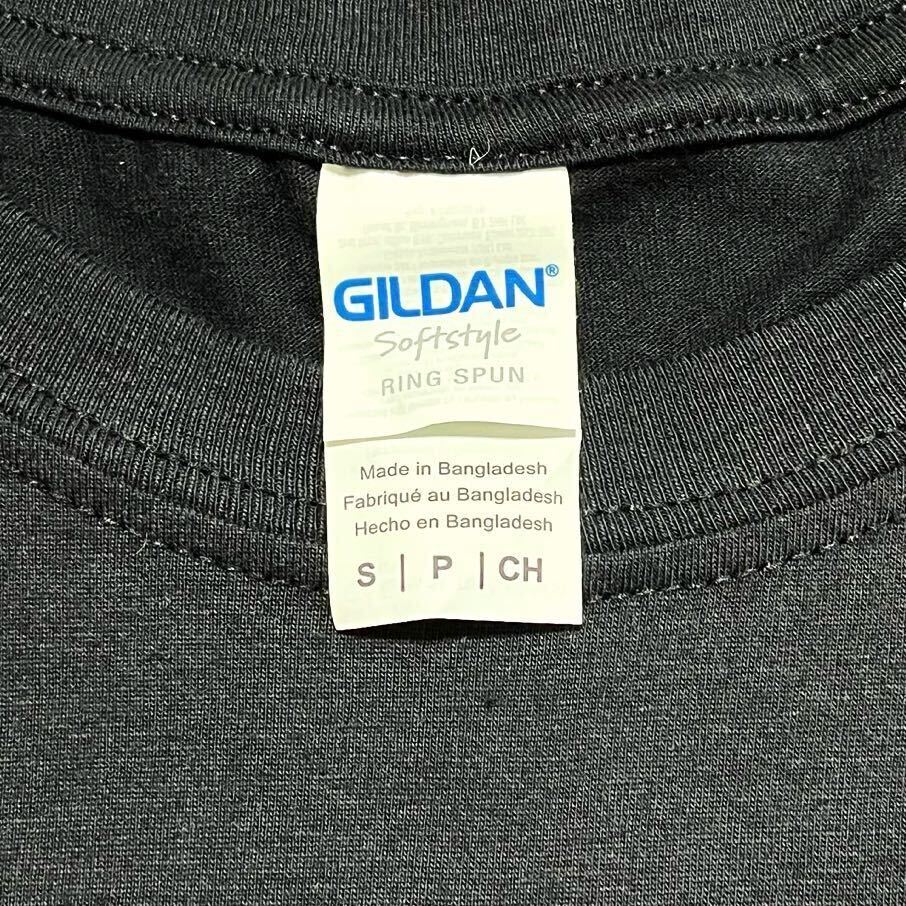 GILDAN®
Softstyle
RING SPUN
Made in Bangladesh
Fabriqué au Bangladesh
Hecho en Bangladesh
S | P | CH